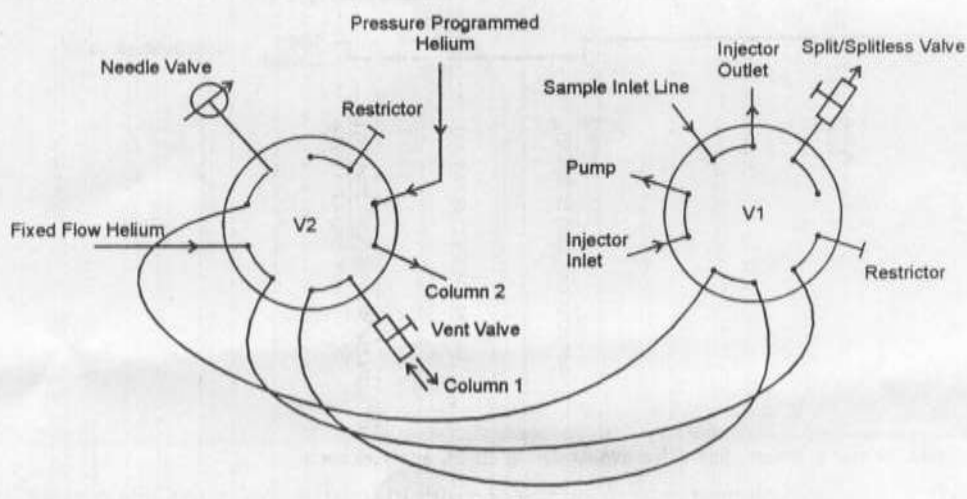 Pressure Programmed
Helium
Needle Valve
Restrictor
Fixed Flow Helium
V2
Column 2
Vent Valve
Column 1
Injector
Outlet
Split/Splitless Valve
Sample Inlet Line
Pump
V1
Injector
Inlet
Restrictor